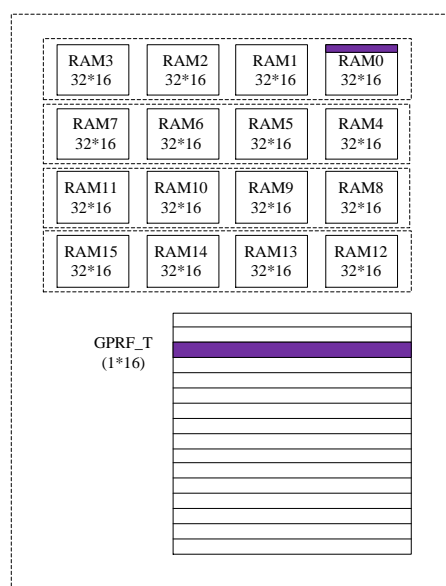 RAM3 RAM2 RAM1 RAM0
32*16 32*16 32*16 32*16
RAM7 RAM6 RAM5 RAM4
32*16 32*16 32*16 32*16
RAM11 RAM10 RAM9 RAM8
32*16 32*16 32*16 32*16
RAM15 RAM14 RAM13 RAM12
32*16 32*16 32*16 32*16
GPRF_T
(1*16)